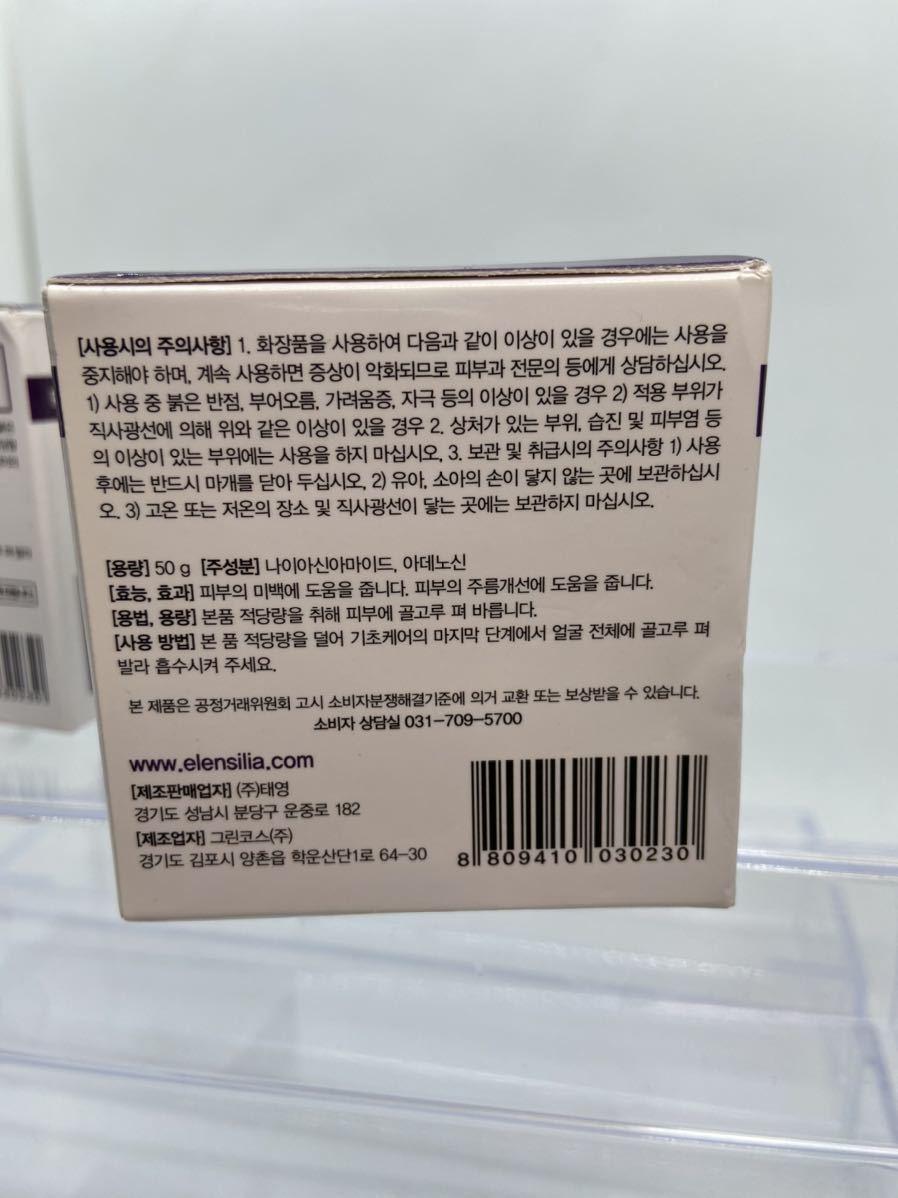 [사용시의 주의사항] 1. 화장품을 사용하여 다음과 같이 이상이 있을 경우에는 사용을
중지해야 하며, 계속 사용하면 증상이 악화되므로 피부과 전문의 등에게 상담하십시오.
1) 사용 중 붉은 반점, 부어오름, 가려움증, 자극 등의 이상이 있을 경우 2) 적용 부위가
직사광선에 의해 위와 같은 이상이 있을 경우 2. 상처가 있는 부위, 습진 및 피부염 등
의 이상이 있는 부위에는 사용을 하지 마십시오. 3. 보관 및 취급시의 주의사항 1) 사용
후에는 반드시 마개를 닫아 두십시오. 2) 유아, 소아의 손이 닿지 않는 곳에 보관하십시
오. 3) 고온 또는 저온의 장소 및 직사광선이 닿는 곳에는 보관하지 마십시오.
[용량] 50 g [주성분] 나이아신아마이드, 아데노신
[효능, 효과] 피부의 미백에 도움을 줍니다. 피부의 주름개선에 도움을 줍니다.
[용법, 용량] 본품 적당량을 취해 피부에 골고루 펴 바릅니다.
[사용 방법] 본 품 적당량을 덜어 기초케어의 마지막 단계에서 얼굴 전체에 골고루 펴
발라 흡수시켜 주세요.
본 제품은 공정거래위원회 고시 소비자분쟁해결기준에 의거 교환 또는 보상받을 수 있습니다.
소비자 상담실 031-709-5700
www.elensilia.com
[제조판매업자] (주)태영
경기도 성남시 분당구 운중로 182
[제조업자] 그린코스(주)
경기도 김포시 양촌읍 학운산단1로 64-30
8 809410 030230